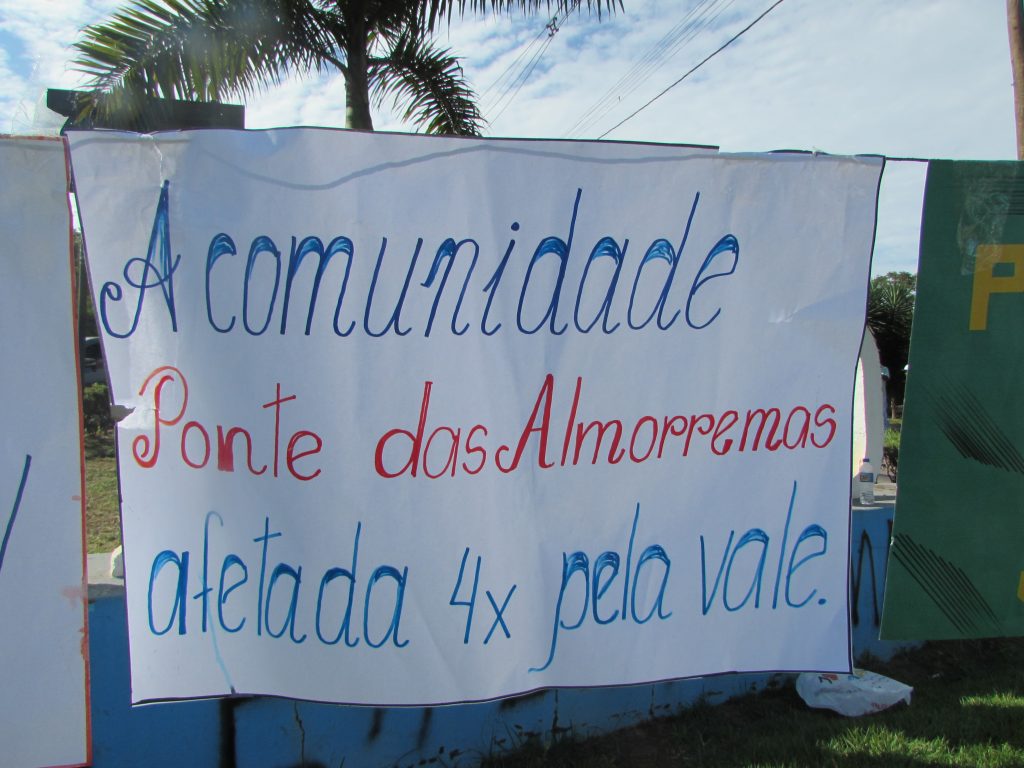 A comunidade
Ponte das Almorremas
afetada 4x pela vale.
P